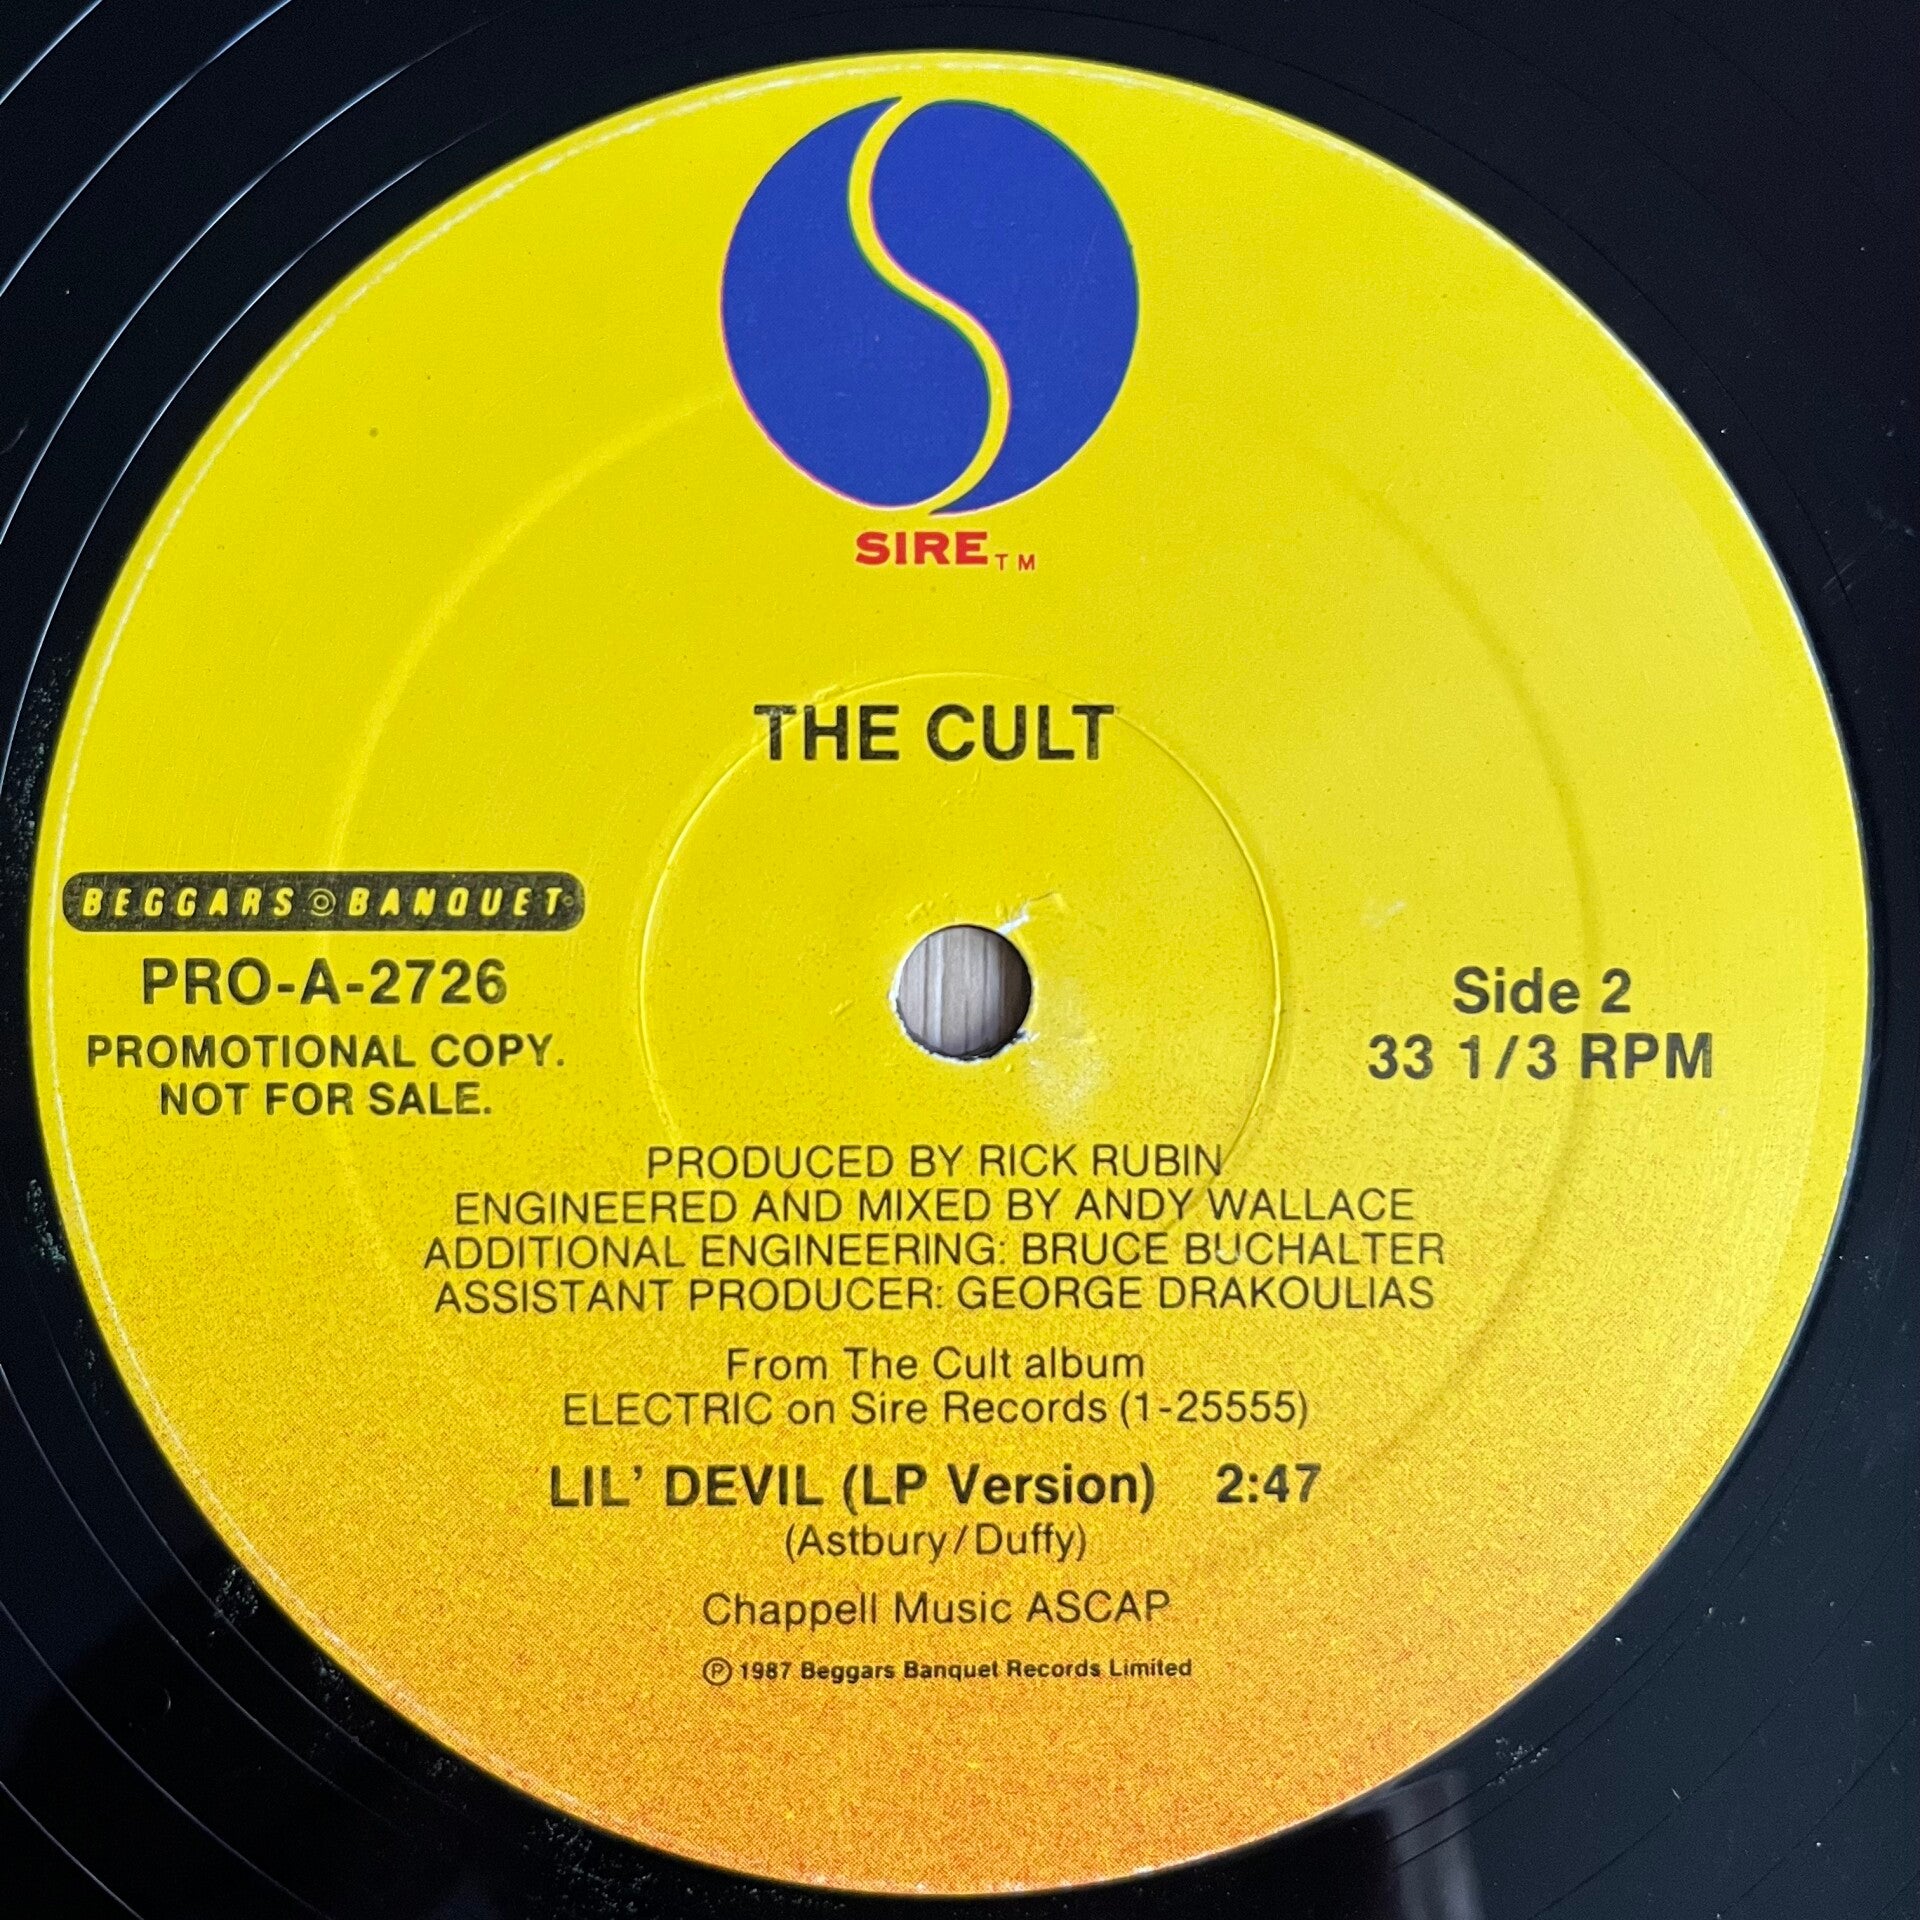 SIRE TM
THE CULT
BEGGARS BANQUET
PRO-A-2726
PROMOTIONAL COPY.
NOT FOR SALE.
Side 2
33 1/3 RPM
PRODUCED BY RICK RUBIN
ENGINEERED AND MIXED BY ANDY WALLACE
ADDITIONAL ENGINEERING: BRUCE BUCHALTER
ASSISTANT PRODUCER: GEORGE DRAKOULIAS
From The Cult album
ELECTRIC on Sire Records (1-25555)
LIL' DEVIL (LP Version) 2:47
(Astbury/Duffy)
Chappell Music ASCAP
℗ 1987 Beggars Banquet Records Limited